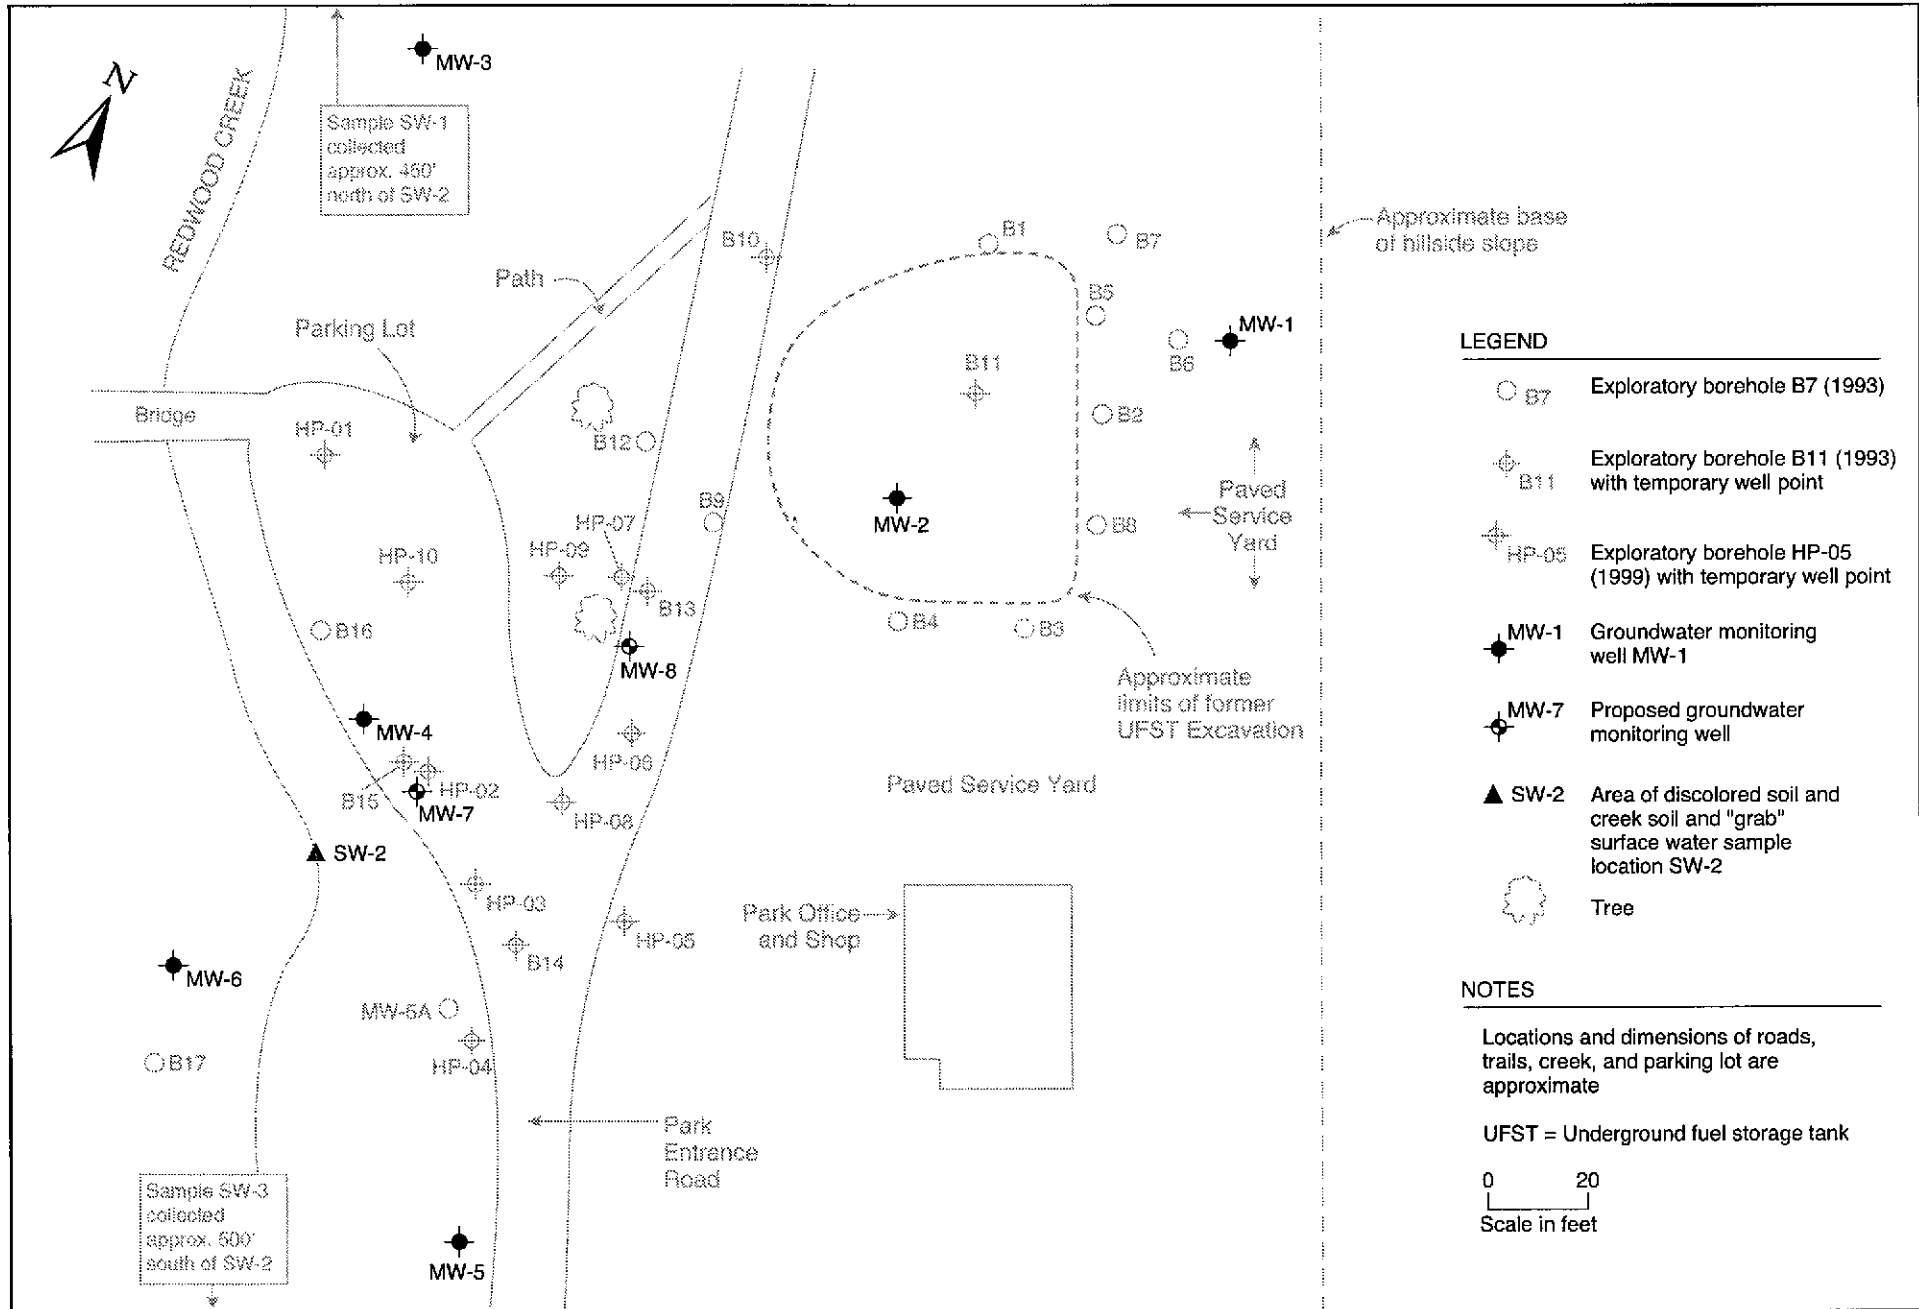 N
MW-3
REDWOOD CREEK
Sample SW-1
collected
approx. 450'
north of SW-2
B10
B1
B7
Approximate base
of hillside slope
Path
B5
Parking Lot
MW-1
B6
B11
Bridge
HP-01
B12
B2
B9
MW-2
Paved
Service
Yard
HP-07
HP-09
B8
HP-10
B13
B16
B4
B3
MW-8
Approximate
limits of former
UFST Excavation
MW-4
HP-06
B15
HP-02
MW-7
HP-08
Paved Service Yard
SW-2
HP-03
Park Office
and Shop
HP-05
B14
MW-6
MW-5A
B17
HP-04
Park
Entrance
Road
Sample SW-3
collected
approx. 500'
south of SW-2
MW-5
LEGEND
B7
Exploratory borehole B7 (1993)
B11
Exploratory borehole B11 (1993)
with temporary well point
HP-05
Exploratory borehole HP-05
(1999) with temporary well point
MW-1
Groundwater monitoring
well MW-1
MW-7
Proposed groundwater
monitoring well
SW-2
Area of discolored soil and
creek soil and "grab"
surface water sample
location SW-2
Tree
NOTES
Locations and dimensions of roads,
trails, creek, and parking lot are
approximate
UFST = Underground fuel storage tank
0 20
Scale in feet